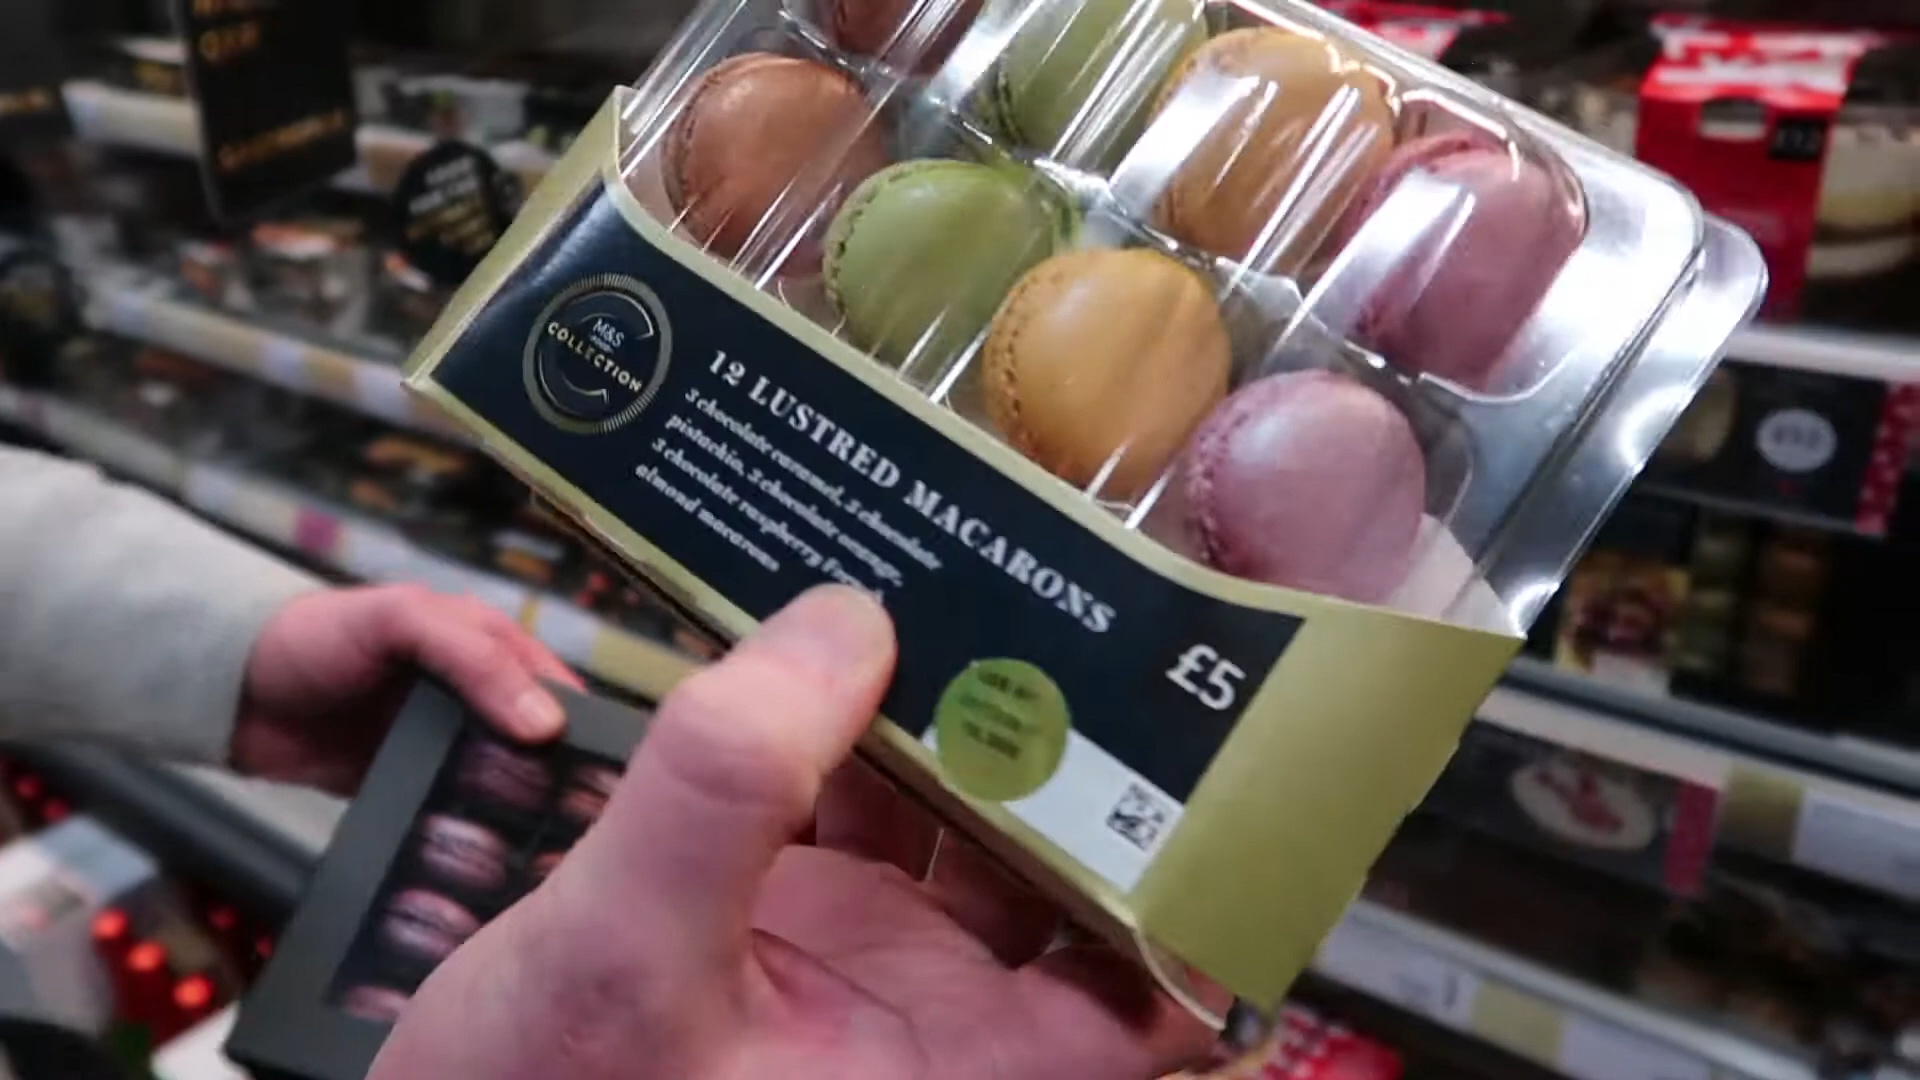 M&S
FOOD
COLLECTION
12 LUSTRED MACARONS
3 chocolate caramel, 3 chocolate
pistachio, 3 chocolate orange,
3 chocolate raspberry
almond macarons
£5